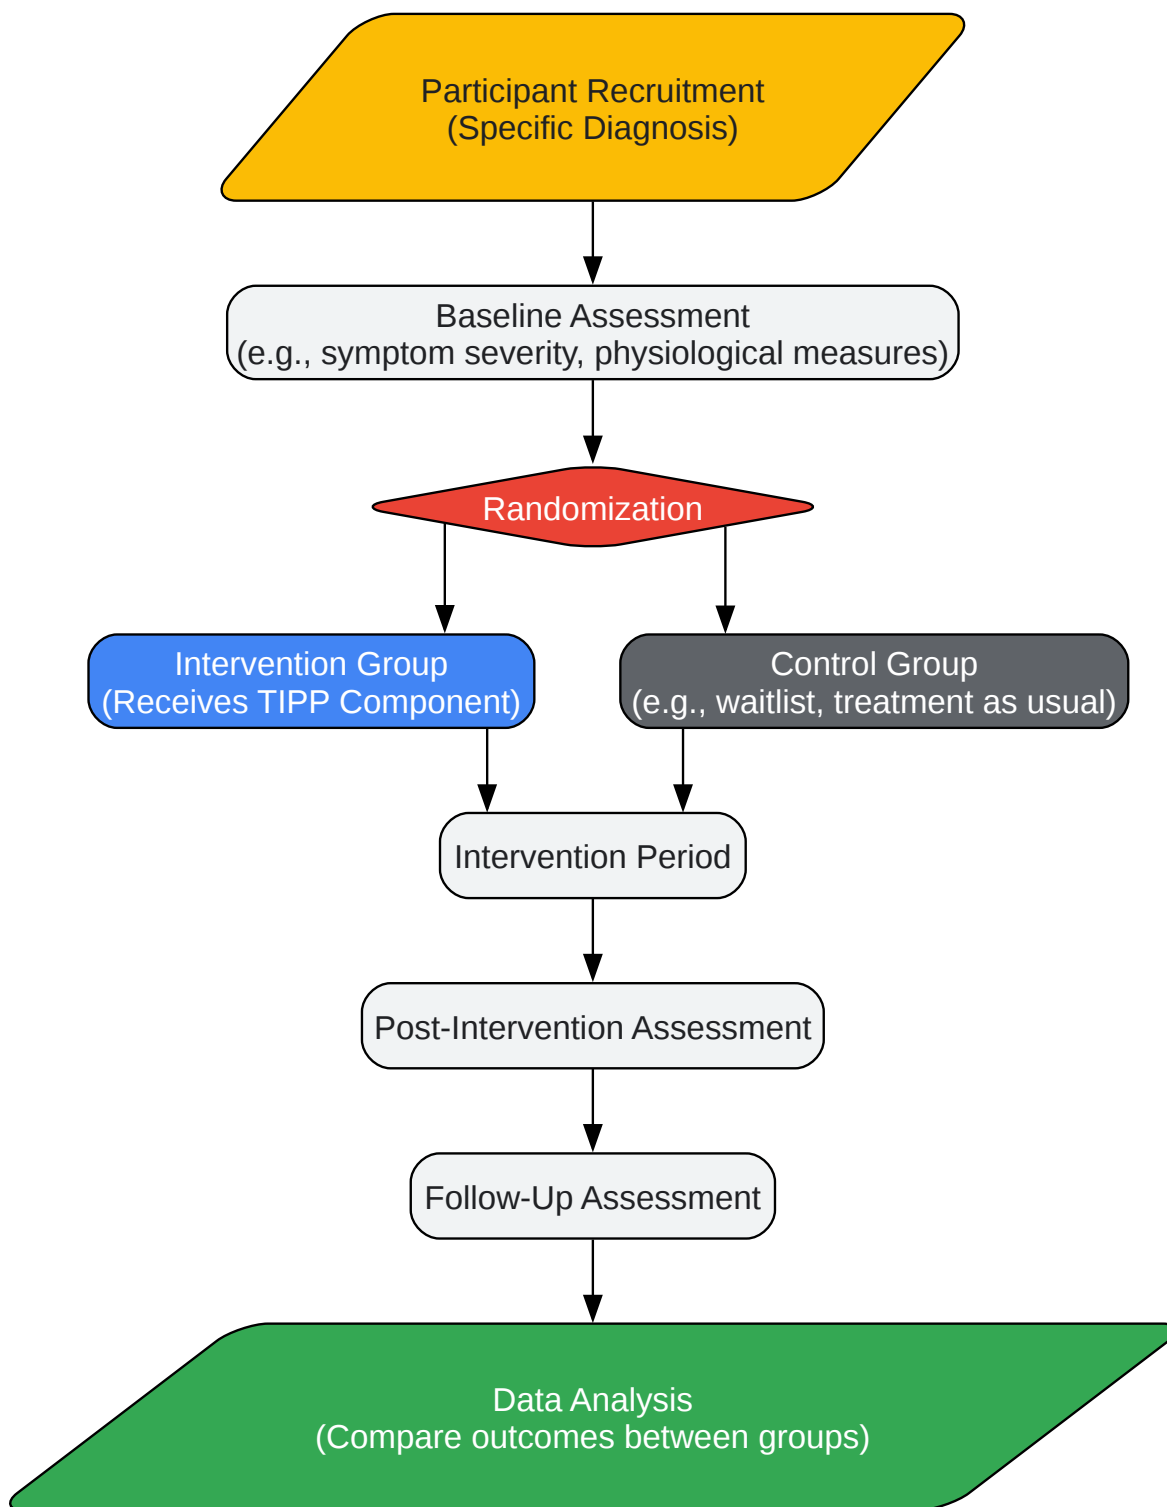 Participant Recruitment
(Specific Diagnosis)
Baseline Assessment
(e.g., symptom severity, physiological measures)
Randomization
Intervention Group
(Receives TIPP Component)
Control Group
(e.g., waitlist, treatment as usual)
Intervention Period
Post-Intervention Assessment
Follow-Up Assessment
Data Analysis
(Compare outcomes between groups)